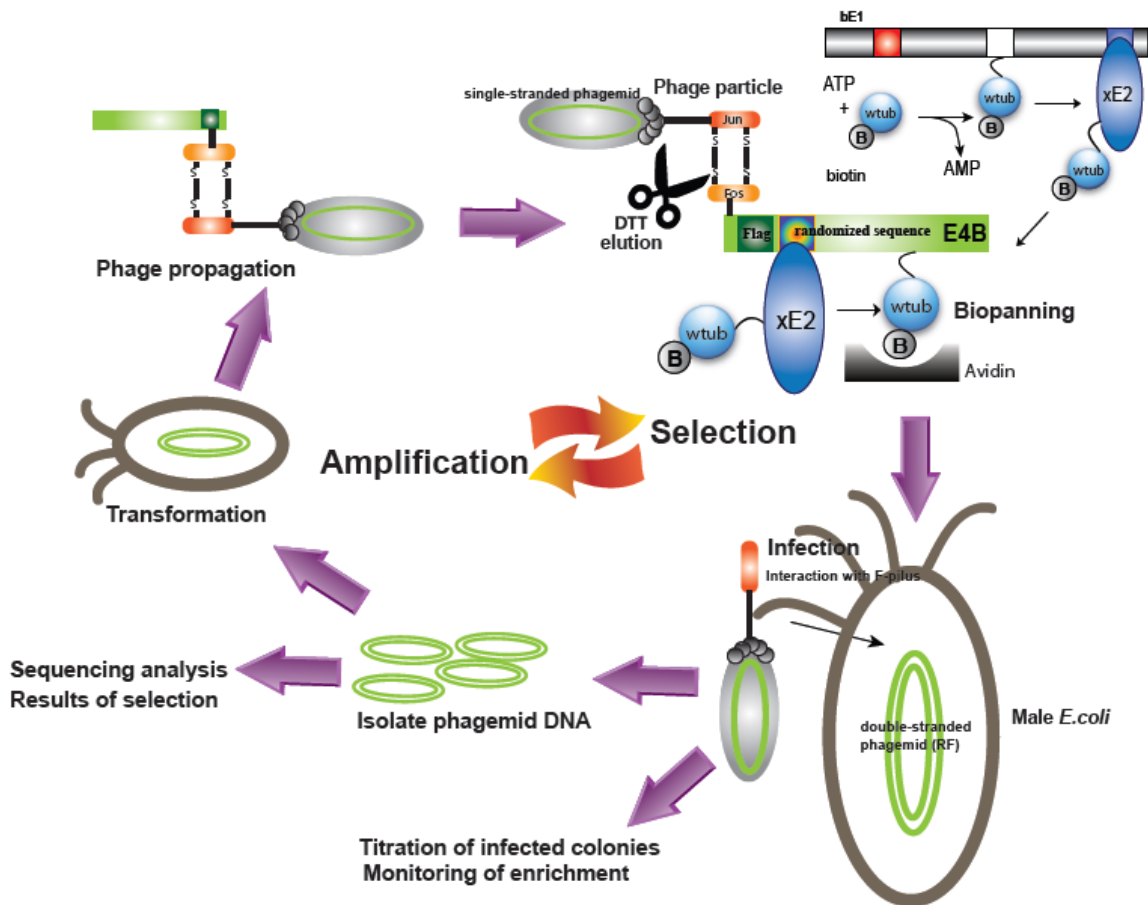 bE1
ATP
+
wtub
B
biotin
AMP
wtub
B
xE2
wtub
B
single-stranded phagemid
Phage particle
Jun
S
S
S
S
Fos
DTT
elution
Flag
randomized sequence
E4B
wtub
B
xE2
wtub
B
Biopanning
Avidin
S
S
S
S
Phage propagation
Amplification
Selection
Transformation
Infection
Interaction with F-pilus
double-stranded
phagemid (RF)
Male E.coli
Isolate phagemid DNA
Sequencing analysis
Results of selection
Titration of infected colonies
Monitoring of enrichment